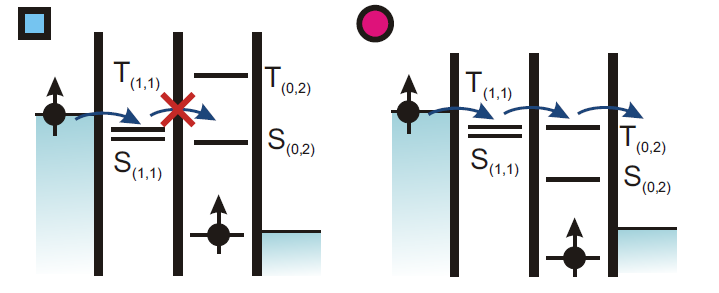 T(1,1)
T(0,2)
S(0,2)
S(1,1)
T(1,1)
T(0,2)
S(1,1)
S(0,2)